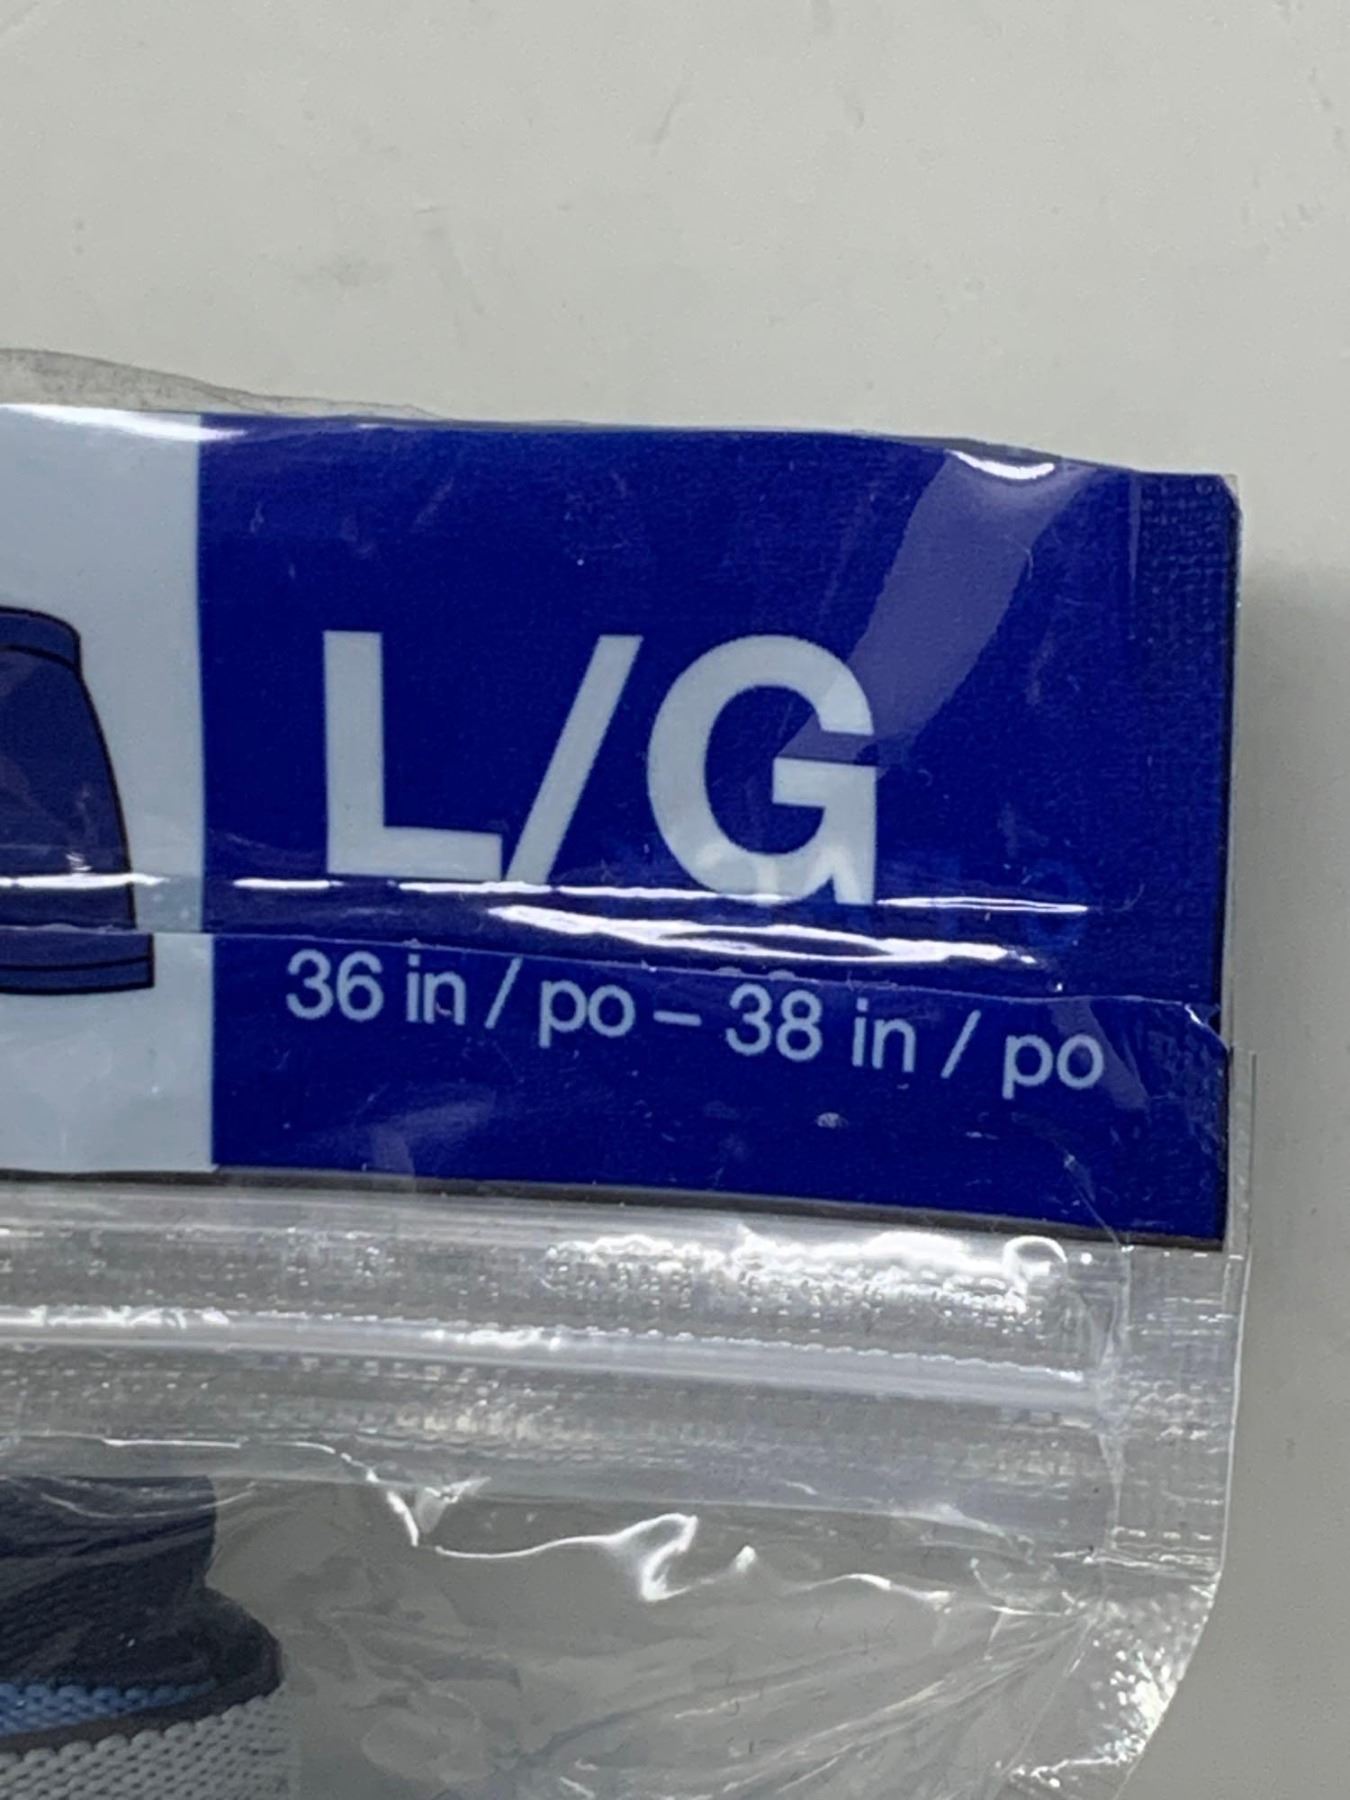 L/G
36 in / po – 38 in / po